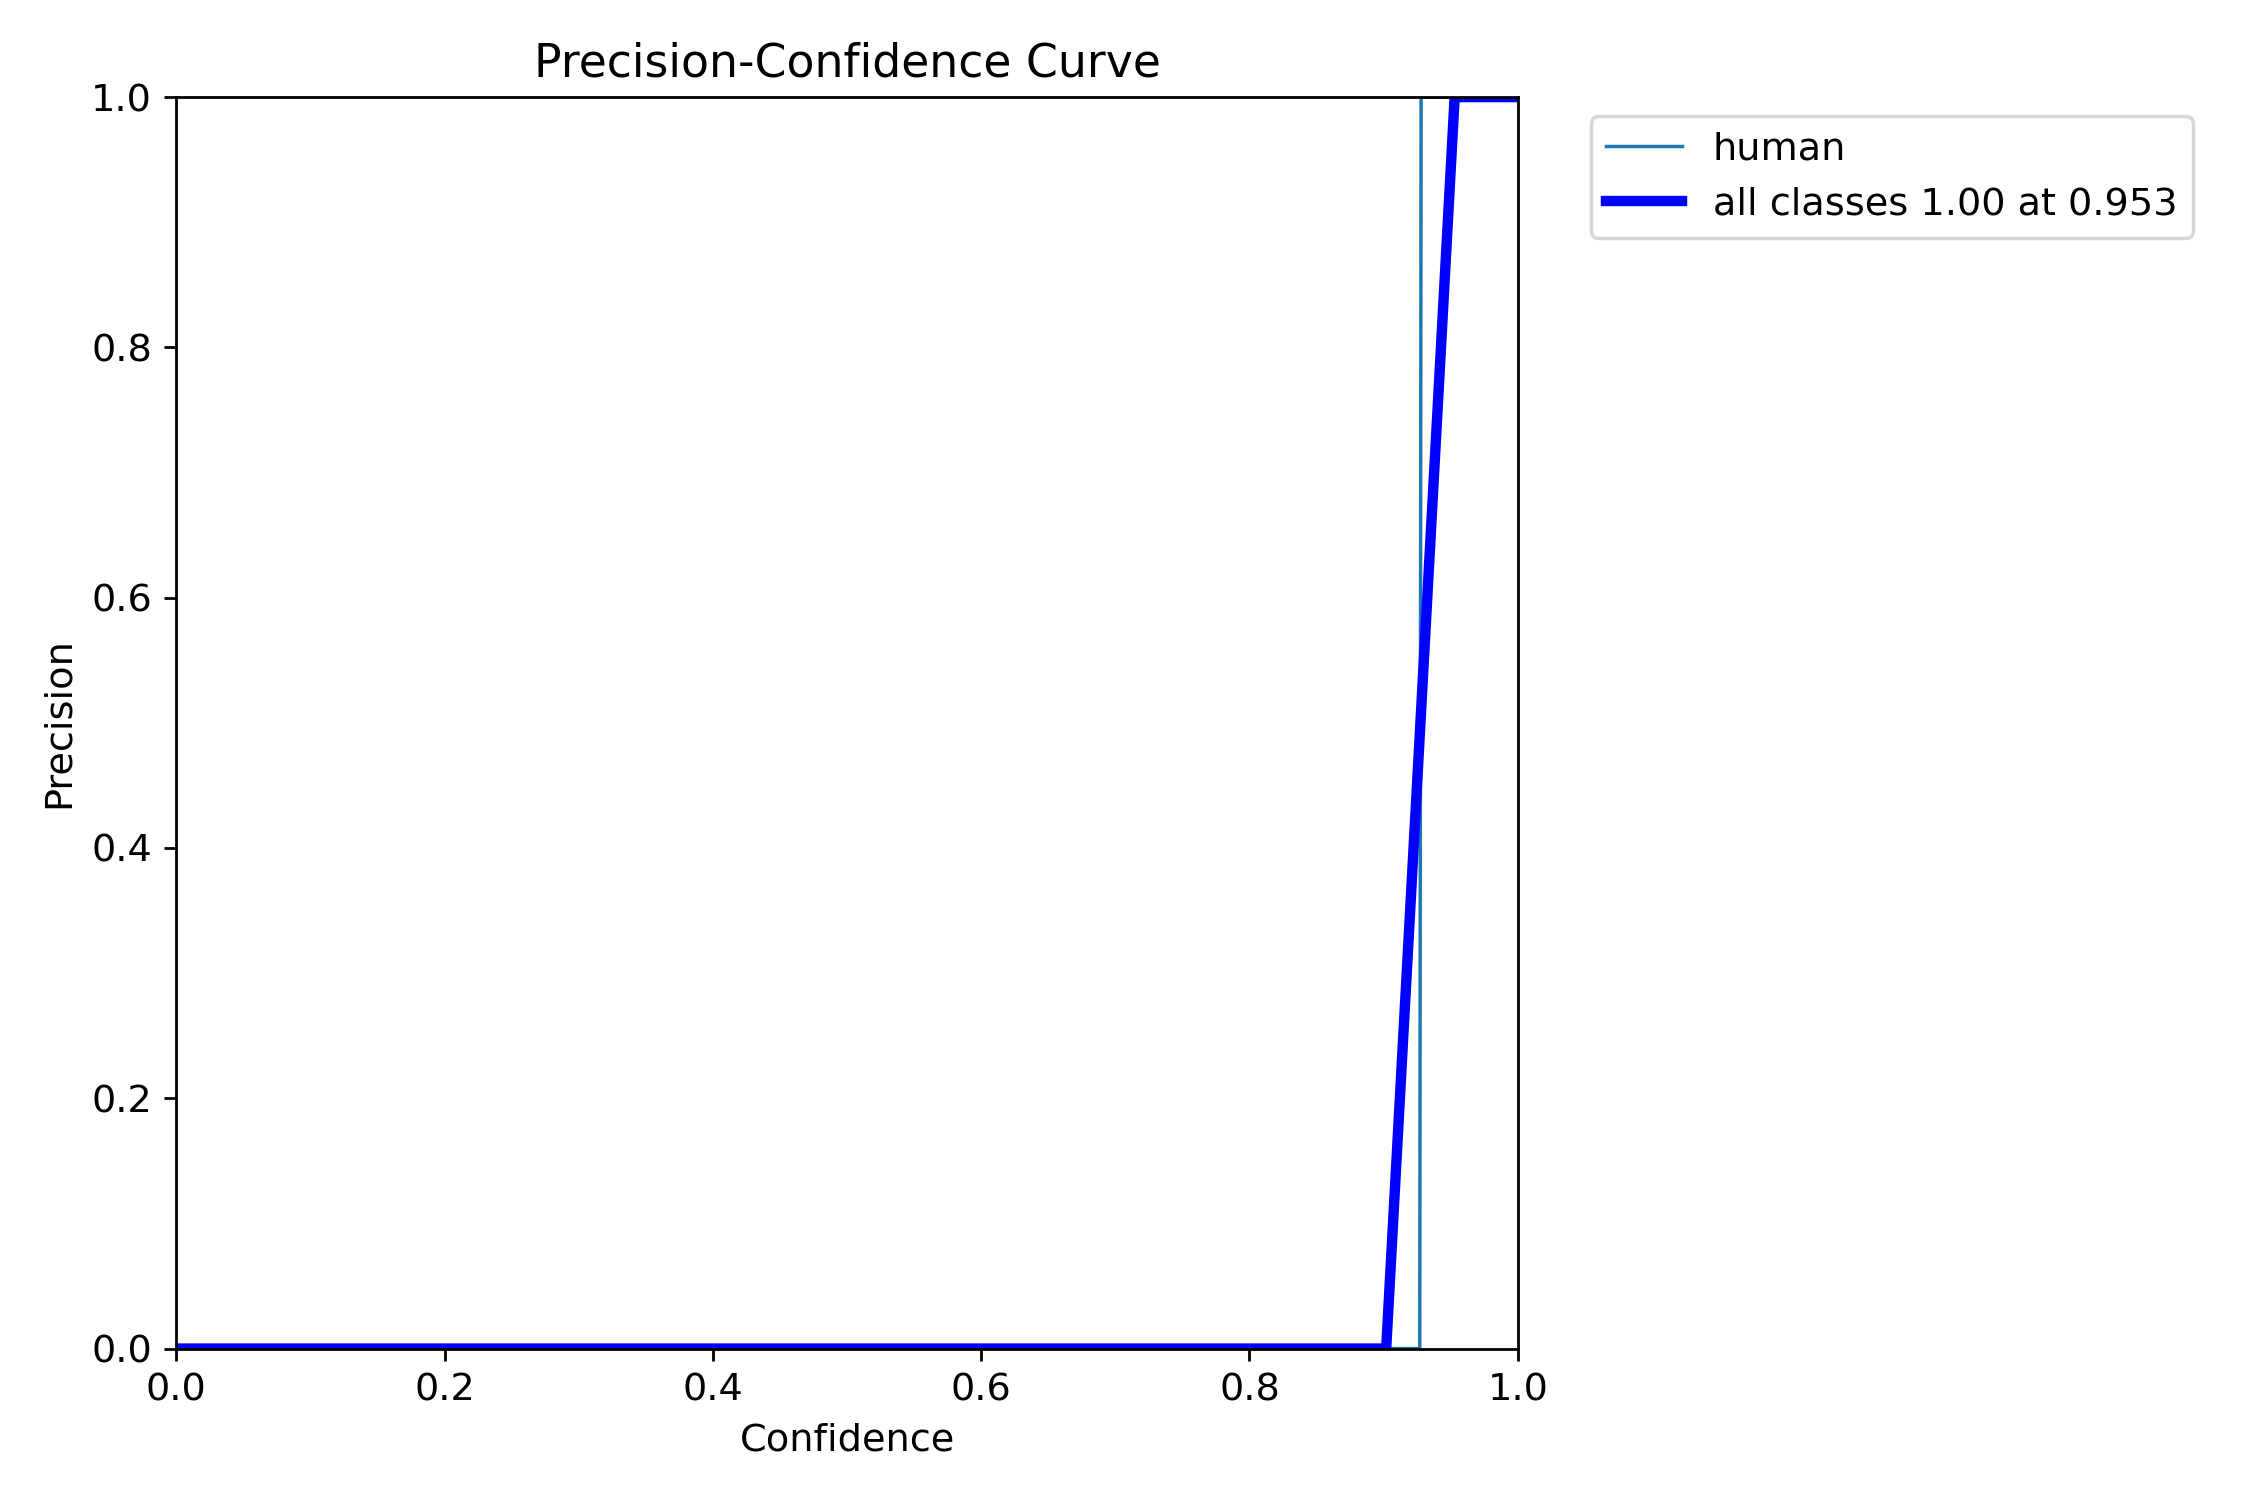 Precision-Confidence Curve
1.0
0.8
0.6
0.4
0.2
0.0
Precision
0.0 0.2 0.4 0.6 0.8 1.0
Confidence
human
all classes 1.00 at 0.953